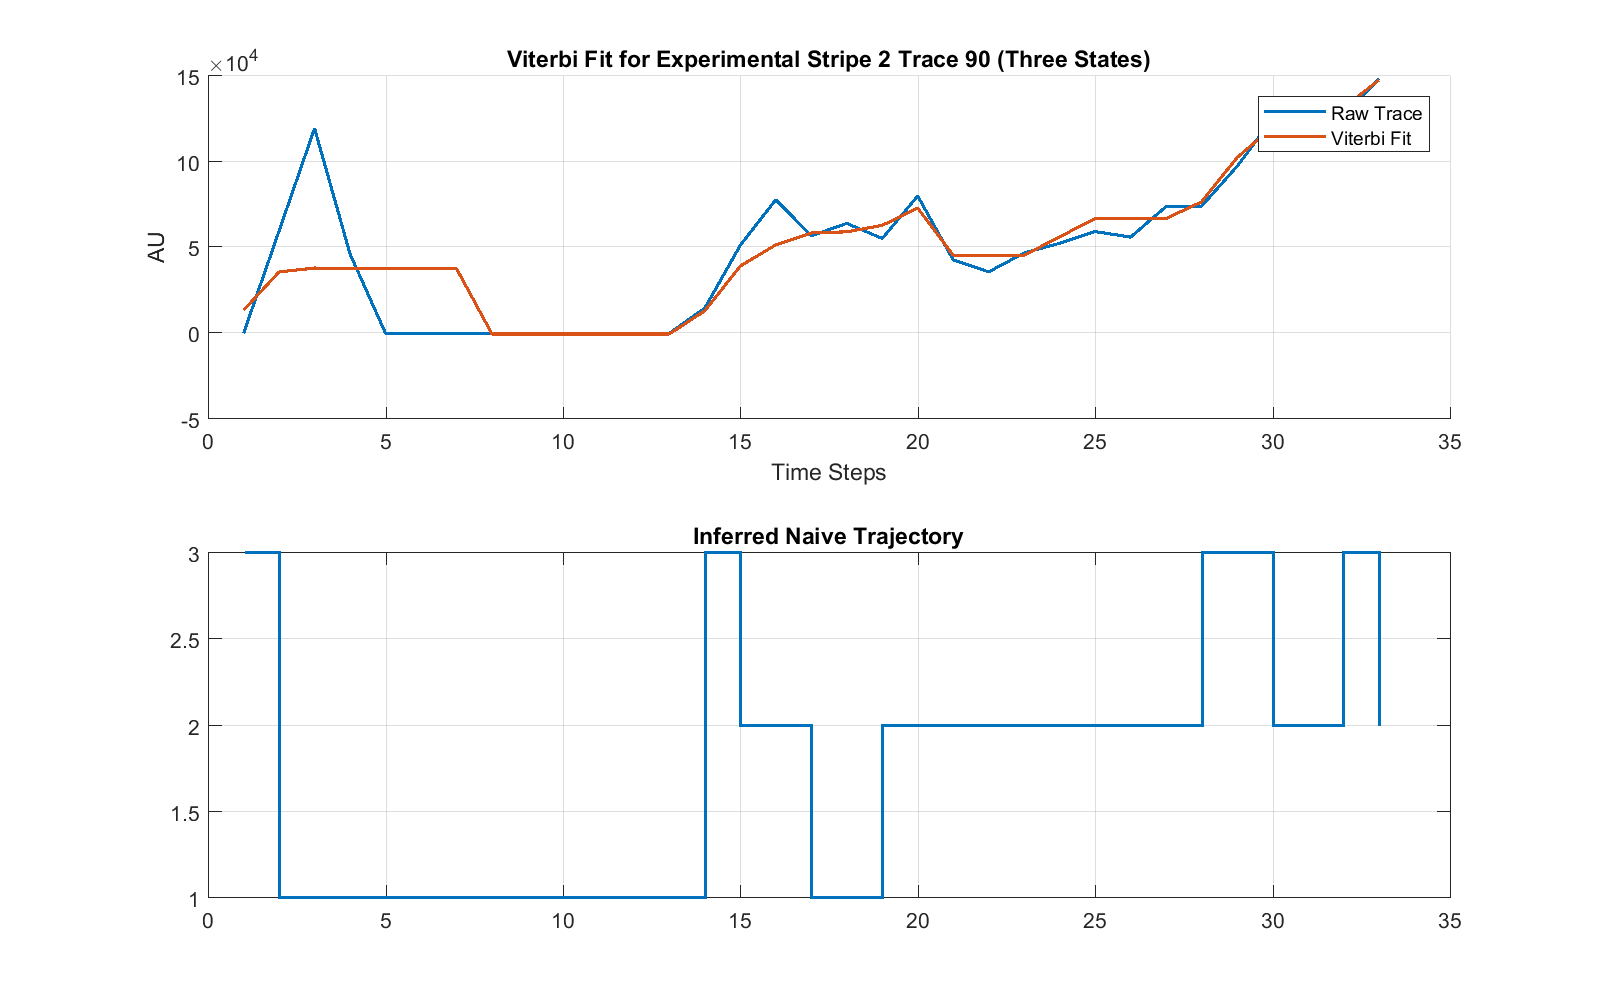 Viterbi Fit for Experimental Stripe 2 Trace 90 (Three States)
×10^4
15
10
5
0
-5
AU
Raw Trace
Viterbi Fit
0 5 10 15 20 25 30 35
Time Steps
Inferred Naive Trajectory
3
2.5
2
1.5
1
0 5 10 15 20 25 30 35